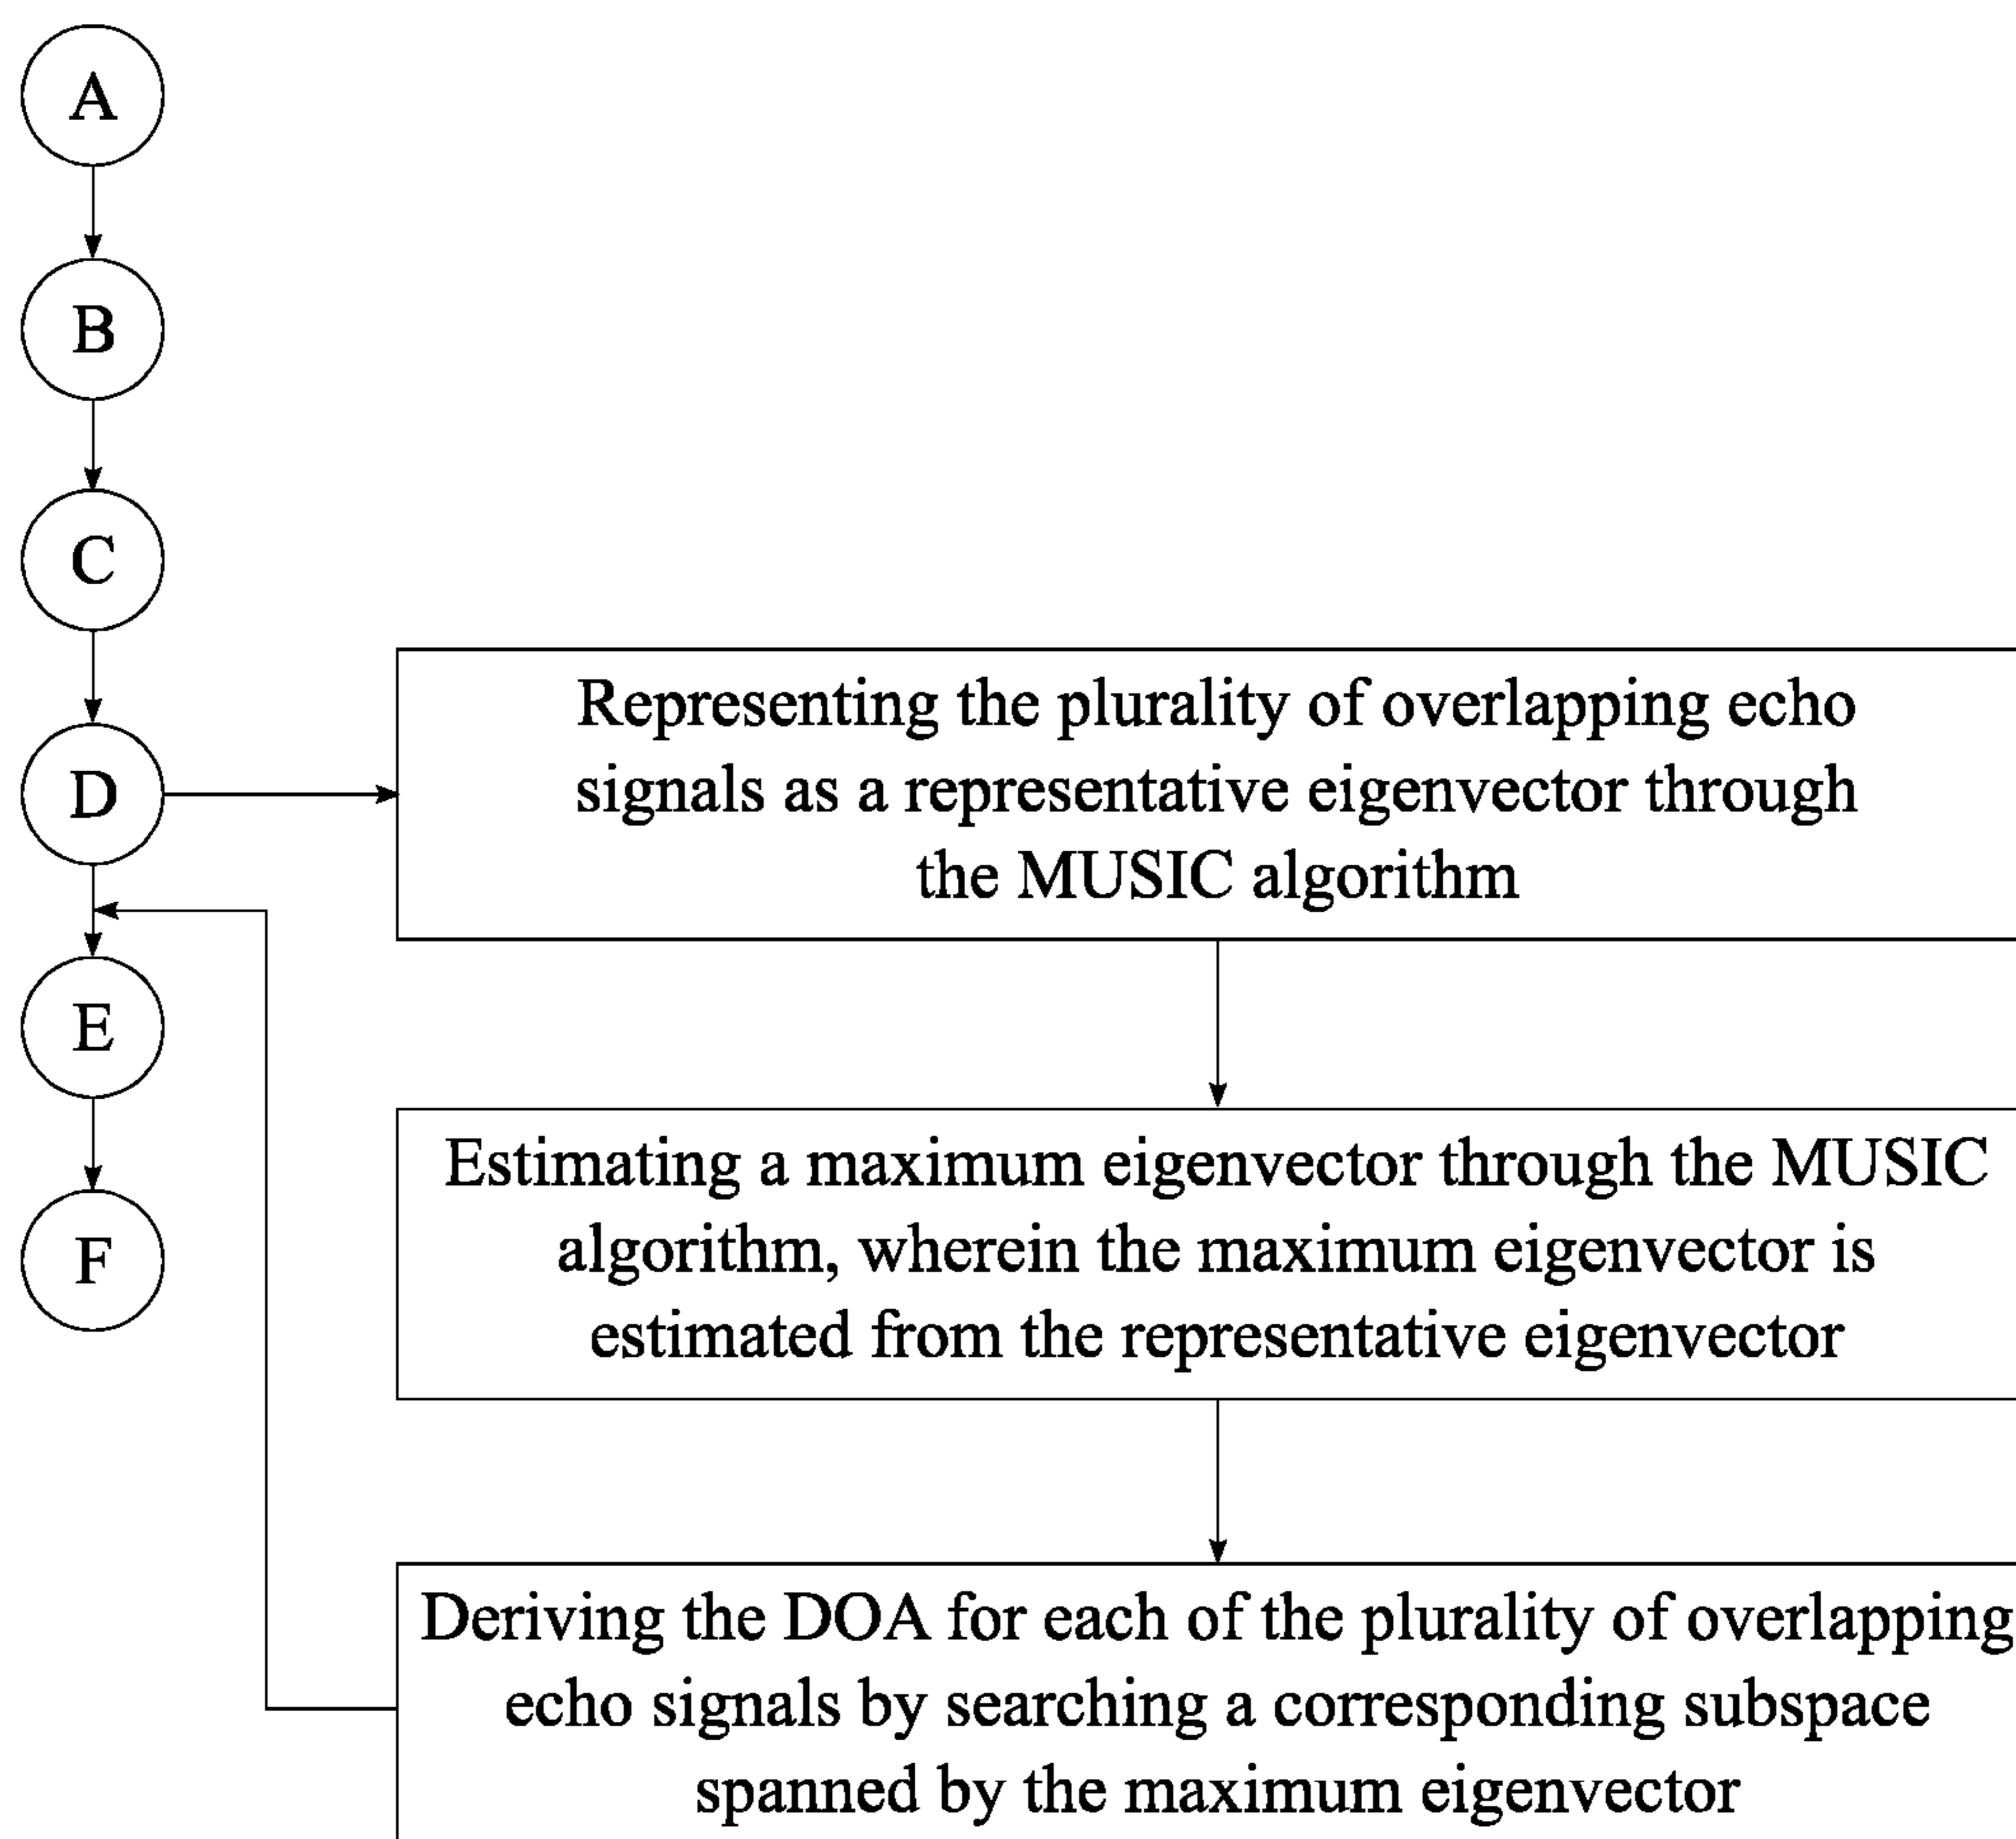 A
B
C
D
Representing the plurality of overlapping echo
signals as a representative eigenvector through
the MUSIC algorithm
E
Estimating a maximum eigenvector through the MUSIC
algorithm, wherein the maximum eigenvector is
estimated from the representative eigenvector
F
Deriving the DOA for each of the plurality of overlapping
echo signals by searching a corresponding subspace
spanned by the maximum eigenvector